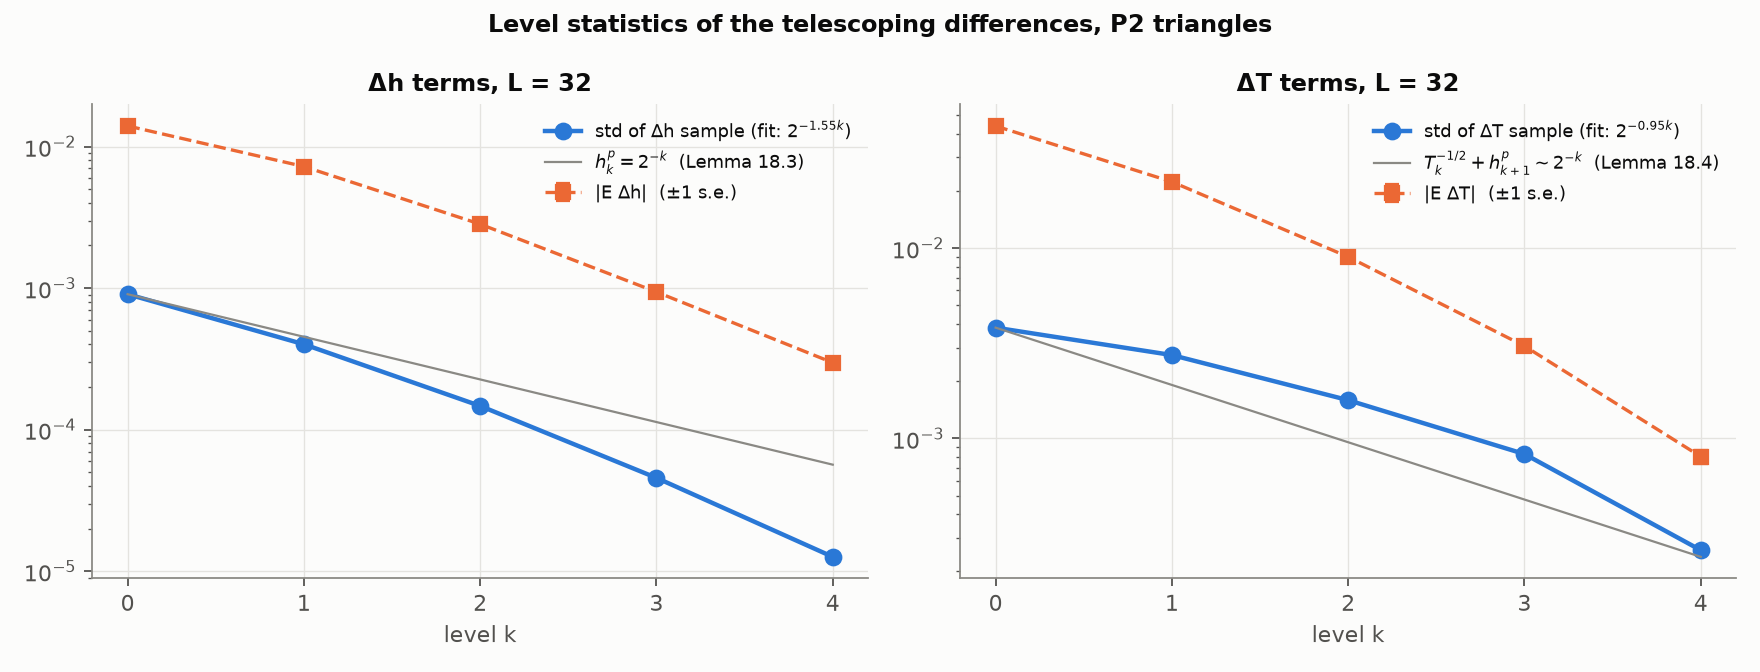 Level statistics of the telescoping differences, P2 triangles
Δh terms, L = 32
std of Δh sample (fit: 2^{−1.55k})
h_k^p = 2^{−k} (Lemma 18.3)
|E Δh| (±1 s.e.)
10^{−2}
10^{−3}
10^{−4}
10^{−5}
0 1 2 3 4
level k
ΔT terms, L = 32
std of ΔT sample (fit: 2^{−0.95k})
T_k^{−1/2} + h_{k+1}^p ~ 2^{−k} (Lemma 18.4)
|E ΔT| (±1 s.e.)
10^{−2}
10^{−3}
0 1 2 3 4
level k